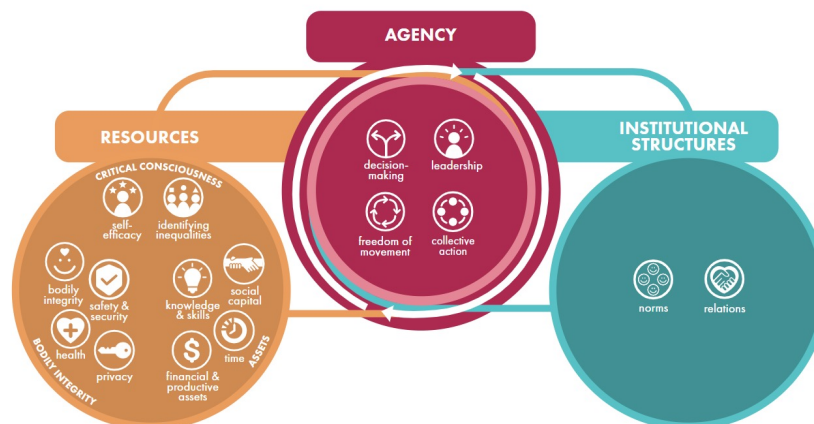 AGENCY
RESOURCES
INSTITUTIONAL
STRUCTURES
CRITICAL CONSCIOUSNESS
self-
efficacy
identifying
inequalities
bodily
integrity
safety &
security
health
privacy
BODILY INTEGRITY
knowledge
& skills
social
capital
financial &
productive
assets
time
ASSETS
decision-
making
leadership
freedom of
movement
collective
action
norms
relations